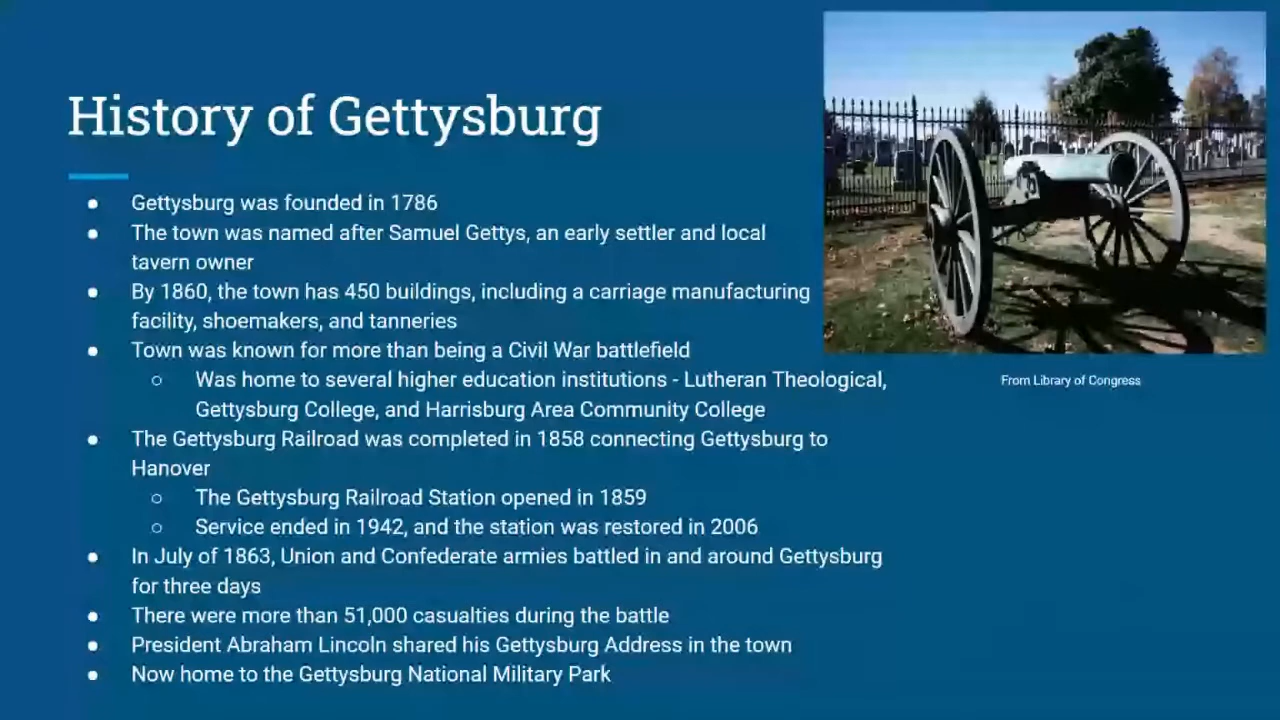 History of Gettysburg
● Gettysburg was founded in 1786
● The town was named after Samuel Gettys, an early settler and local
tavern owner
● By 1860, the town has 450 buildings, including a carriage manufacturing
facility, shoemakers, and tanneries
● Town was known for more than being a Civil War battlefield
○ Was home to several higher education institutions - Lutheran Theological,
Gettysburg College, and Harrisburg Area Community College
● The Gettysburg Railroad was completed in 1858 connecting Gettysburg to
Hanover
○ The Gettysburg Railroad Station opened in 1859
○ Service ended in 1942, and the station was restored in 2006
● In July of 1863, Union and Confederate armies battled in and around Gettysburg
for three days
● There were more than 51,000 casualties during the battle
● President Abraham Lincoln shared his Gettysburg Address in the town
● Now home to the Gettysburg National Military Park
From Library of Congress